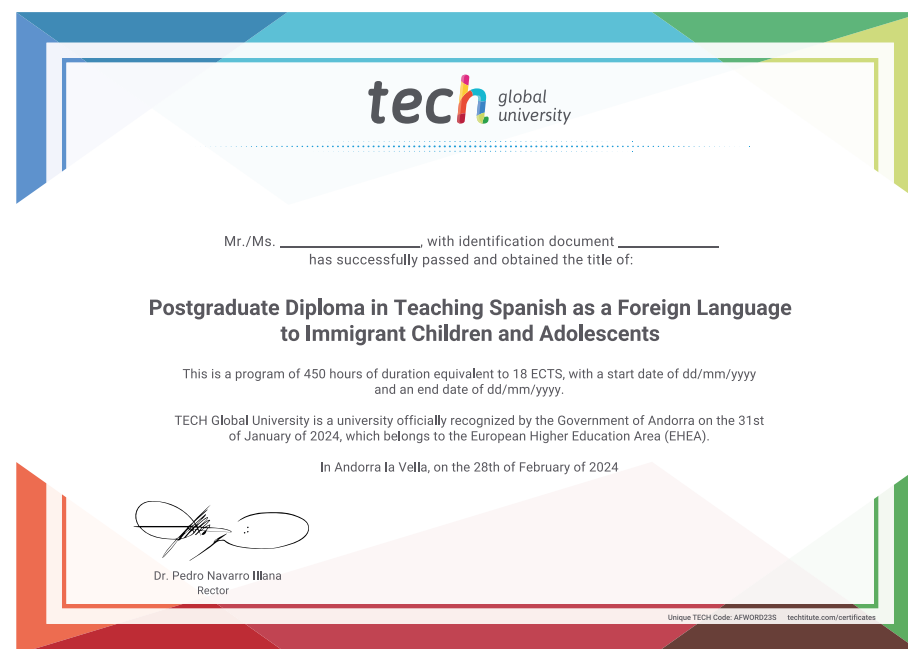 tech global
university
Mr./Ms. ____________, with identification document ____________
has successfully passed and obtained the title of:
Postgraduate Diploma in Teaching Spanish as a Foreign Language
to Immigrant Children and Adolescents
This is a program of 450 hours of duration equivalent to 18 ECTS, with a start date of dd/mm/yyyy
and an end date of dd/mm/yyyy.
TECH Global University is a university officially recognized by the Government of Andorra on the 31st
of January of 2024, which belongs to the European Higher Education Area (EHEA).
In Andorra la Vella, on the 28th of February of 2024
Dr. Pedro Navarro Illana
Rector
Unique TECH Code: AFWORD23S techtitute.com/certificates